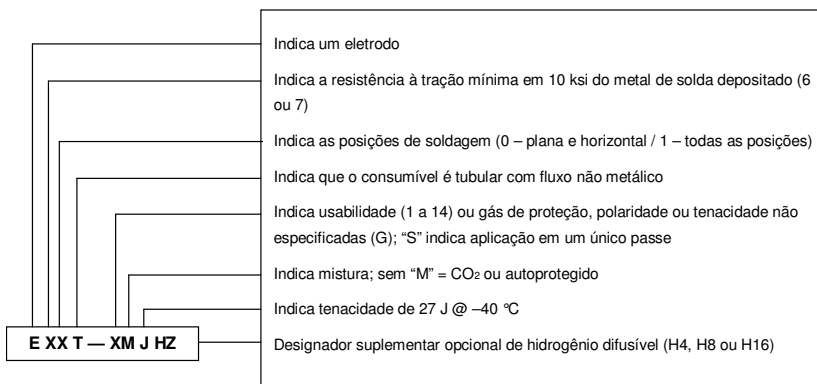 Indica um eletrodo
Indica a resistência à tração mínima em 10 ksi do metal de solda depositado (6
ou 7)
Indica as posições de soldagem (0 – plana e horizontal / 1 – todas as posições)
Indica que o consumível é tubular com fluxo não metálico
Indica usabilidade (1 a 14) ou gás de proteção, polaridade ou tenacidade não
especificadas (G); “S” indica aplicação em um único passe
Indica mistura; sem “M” = CO₂ ou autoprotegido
Indica tenacidade de 27 J @ –40 °C
E XX T — XM J HZ
Designador suplementar opcional de hidrogênio difusível (H4, H8 ou H16)